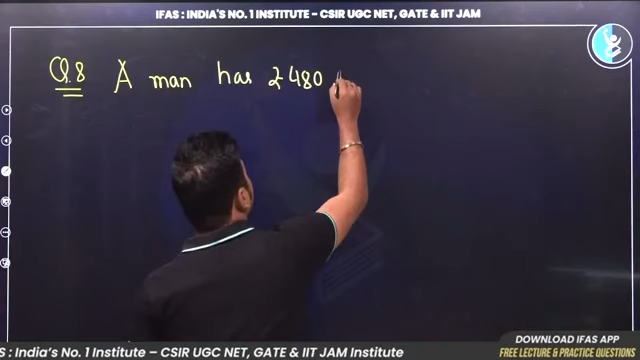 IFAS : INDIA'S NO. 1 INSTITUTE – CSIR UGC NET, GATE & IIT JAM
Q.8 A man has ₹ 480
DOWNLOAD IFAS APP
S : India's No. 1 Institute – CSIR UGC NET, GATE & IIT JAM Institute
FREE LECTURE & PRACTICE QUESTIONS